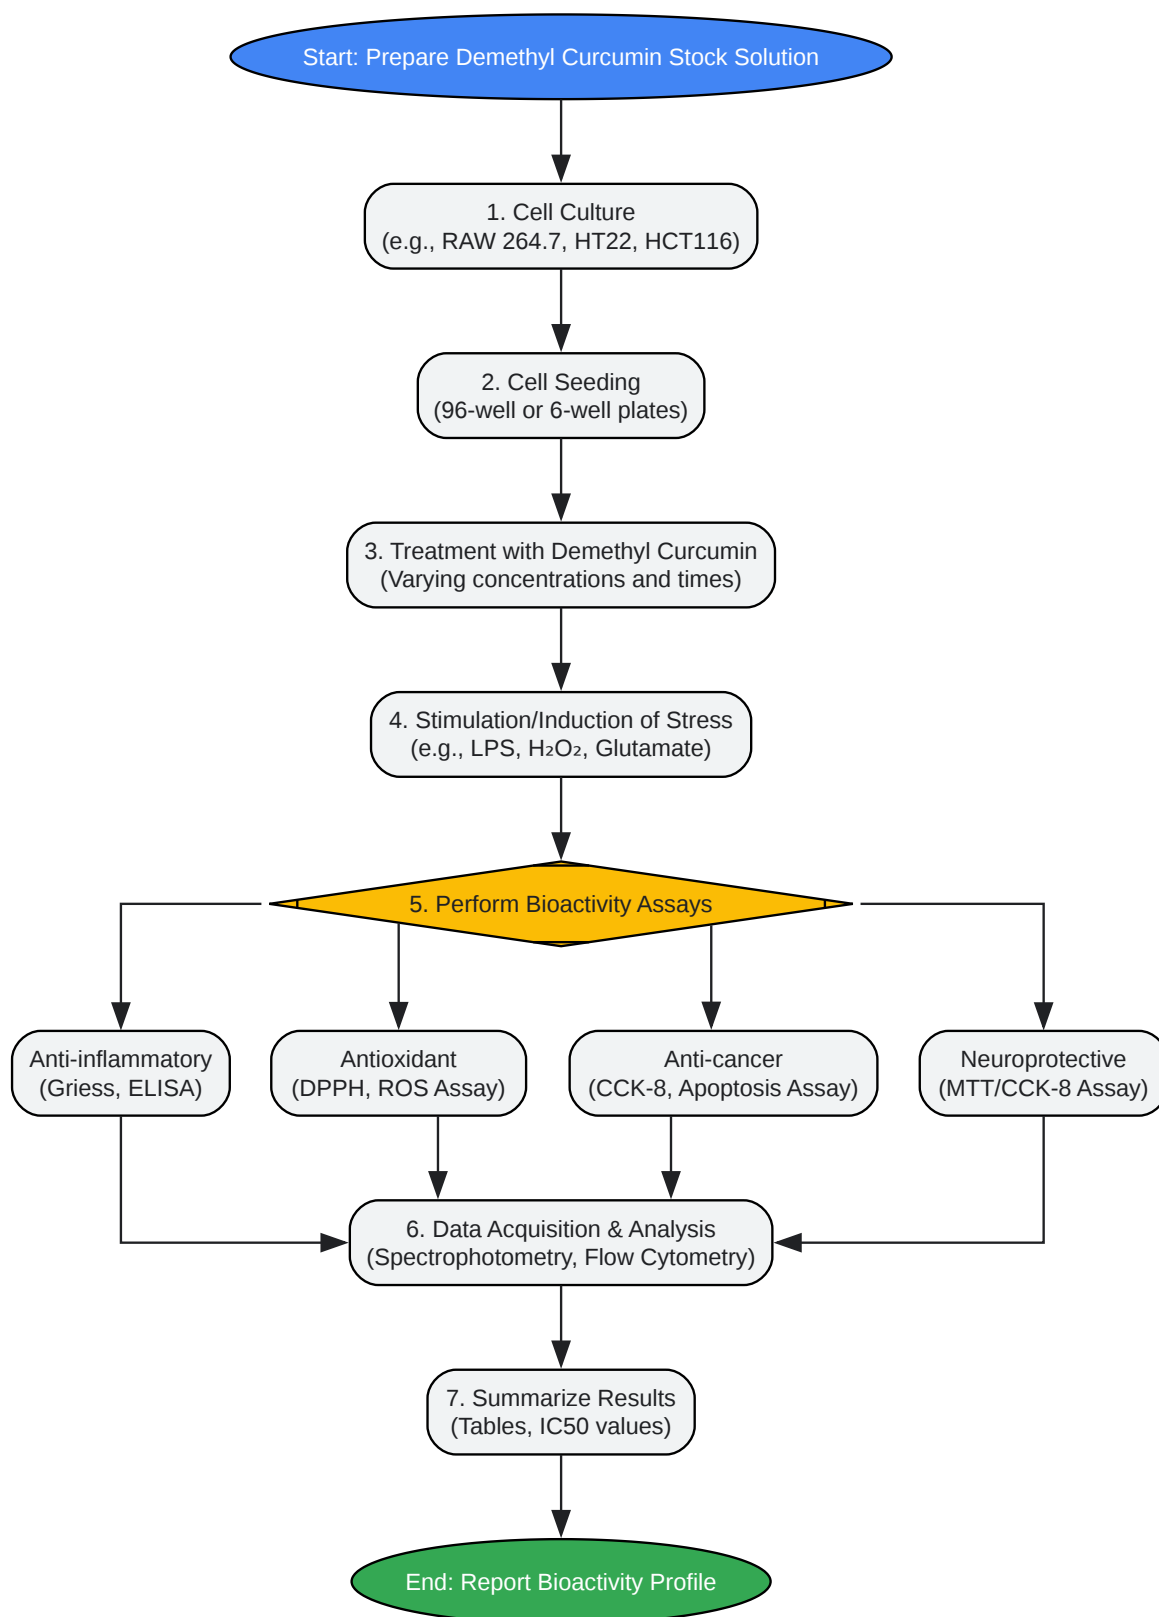 Start: Prepare Demethyl Curcumin Stock Solution
1. Cell Culture
(e.g., RAW 264.7, HT22, HCT116)
2. Cell Seeding
(96-well or 6-well plates)
3. Treatment with Demethyl Curcumin
(Varying concentrations and times)
4. Stimulation/Induction of Stress
(e.g., LPS, H₂O₂, Glutamate)
5. Perform Bioactivity Assays
Anti-inflammatory
(Griess, ELISA)
Antioxidant
(DPPH, ROS Assay)
Anti-cancer
(CCK-8, Apoptosis Assay)
Neuroprotective
(MTT/CCK-8 Assay)
6. Data Acquisition & Analysis
(Spectrophotometry, Flow Cytometry)
7. Summarize Results
(Tables, IC50 values)
End: Report Bioactivity Profile